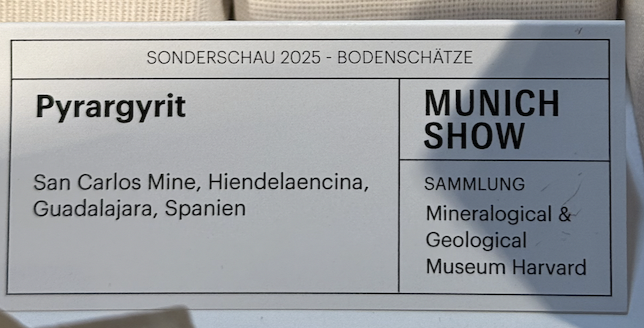 SONDERSCHAU 2025 - BODENSCHÄTZE
Pyrargyrit
San Carlos Mine, Hiendelaencina,
Guadalajara, Spanien
MUNICH
SHOW
SAMMLUNG
Mineralogical &
Geological
Museum Harvard